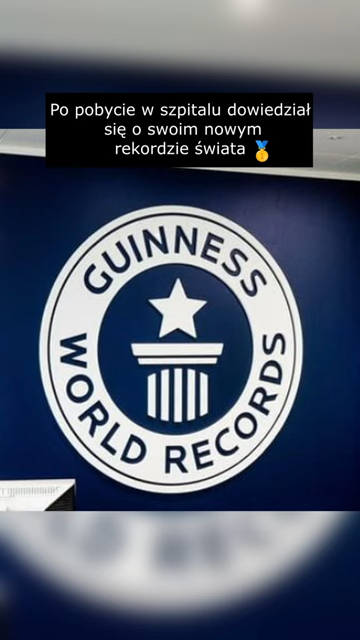 Po pobycie w szpitalu dowiedział
się o swoim nowym
rekordzie świata 🥇
GUINNESS
WORLD RECORDS